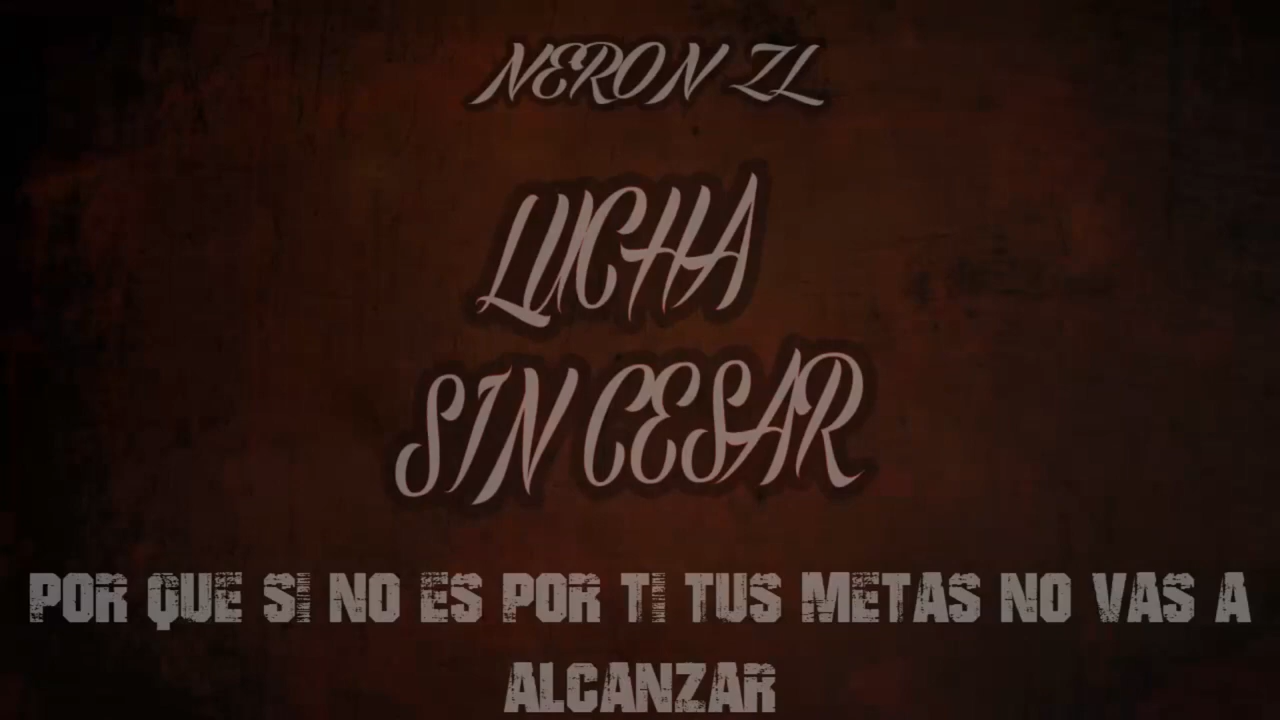 NERON ZL
LUCHA
SIN CESAR
POR QUE SI NO ES POR TI TUS METAS NO VAS A
ALCANZAR